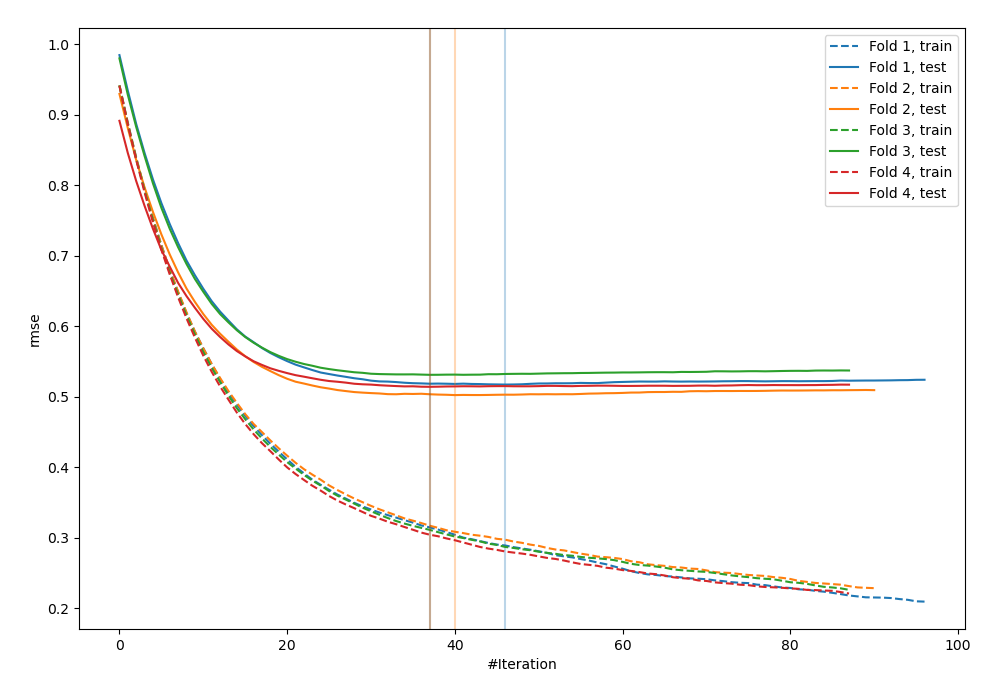 1.0
0.9
0.8
0.7
0.6
0.5
0.4
0.3
0.2
rmse
0
20
40
60
80
100
#Iteration
Fold 1, train
Fold 1, test
Fold 2, train
Fold 2, test
Fold 3, train
Fold 3, test
Fold 4, train
Fold 4, test